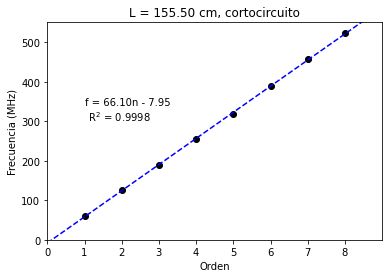 L = 155.50 cm, cortocircuito
Frecuencia (MHz)
500
400
300
200
100
0
f = 66.10n - 7.95
R² = 0.9998
0 1 2 3 4 5 6 7 8
Orden